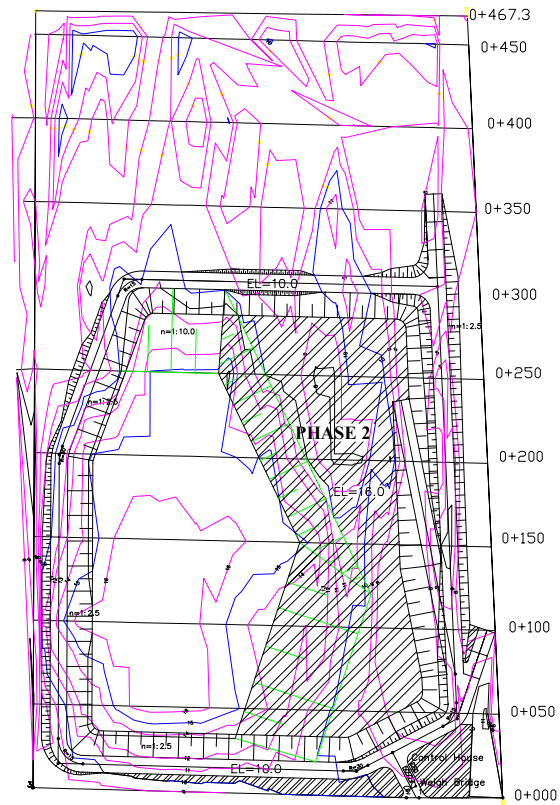 0+467.3
0+450
0+400
0+350
0+300
EL=10.0
n=1:2.5
n=1:10.0
0+250
n=1:2.5
PHASE 2
0+200
EL=16.0
0+150
n=1:2.5
0+100
0+050
n=1:2.5
EL=10.0
Control House
Weigh Bridge
0+000